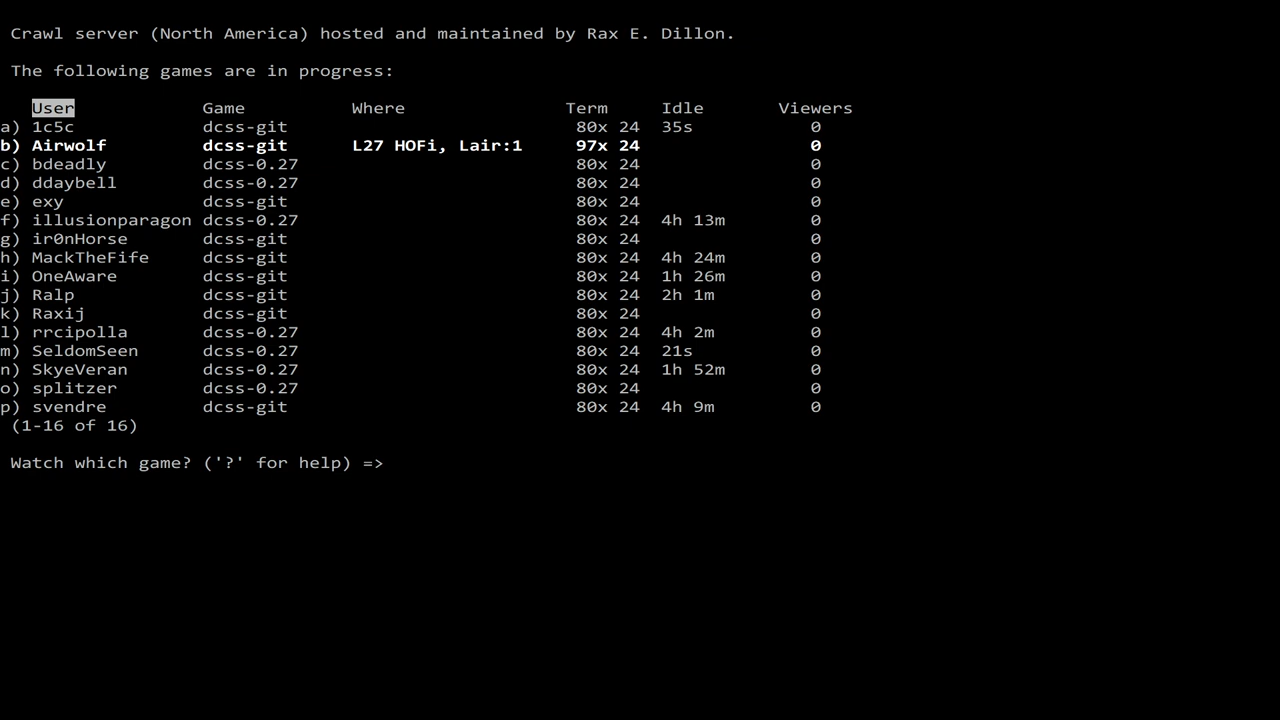 Crawl server (North America) hosted and maintained by Rax E. Dillon.
The following games are in progress:
User Game Where Term Idle Viewers
a) 1c5c dcss-git 80x 24 35s 0
b) Airwolf dcss-git L27 HOFi, Lair:1 97x 24 0
c) bdeadly dcss-0.27 80x 24 0
d) ddaybell dcss-0.27 80x 24 0
e) exy dcss-git 80x 24 0
f) illusionparagon dcss-0.27 80x 24 4h 13m 0
g) ir0nHorse dcss-git 80x 24 0
h) MackTheFife dcss-git 80x 24 4h 24m 0
i) OneAware dcss-git 80x 24 1h 26m 0
j) Ralp dcss-git 80x 24 2h 1m 0
k) Raxij dcss-git 80x 24 0
l) rrcipolla dcss-0.27 80x 24 4h 2m 0
m) SeldomSeen dcss-0.27 80x 24 21s 0
n) SkyeVeran dcss-0.27 80x 24 1h 52m 0
o) splitzer dcss-0.27 80x 24 0
p) svendre dcss-git 80x 24 4h 9m 0
(1-16 of 16)
Watch which game? ('?' for help) =>